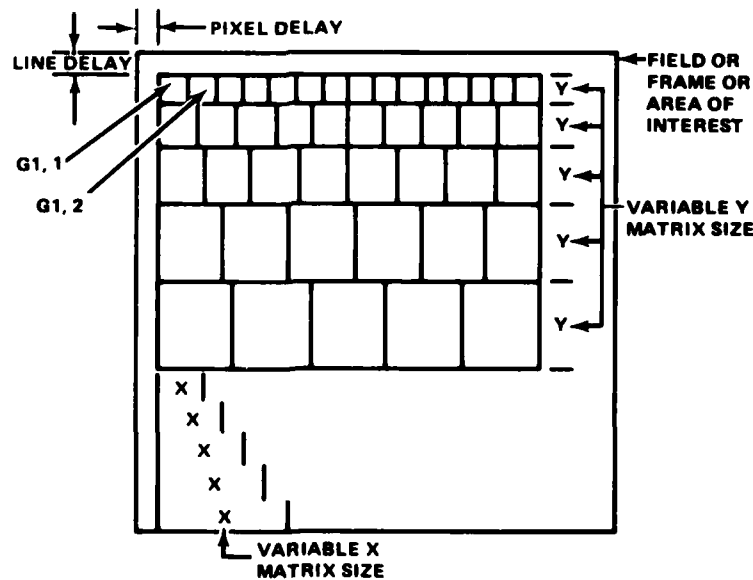 PIXEL DELAY
LINE DELAY
FIELD OR
FRAME OR
AREA OF
INTEREST
Y
Y
G1, 1
Y
G1, 2
VARIABLE Y
MATRIX SIZE
Y
Y
X
X
X
X
X
VARIABLE X
MATRIX SIZE